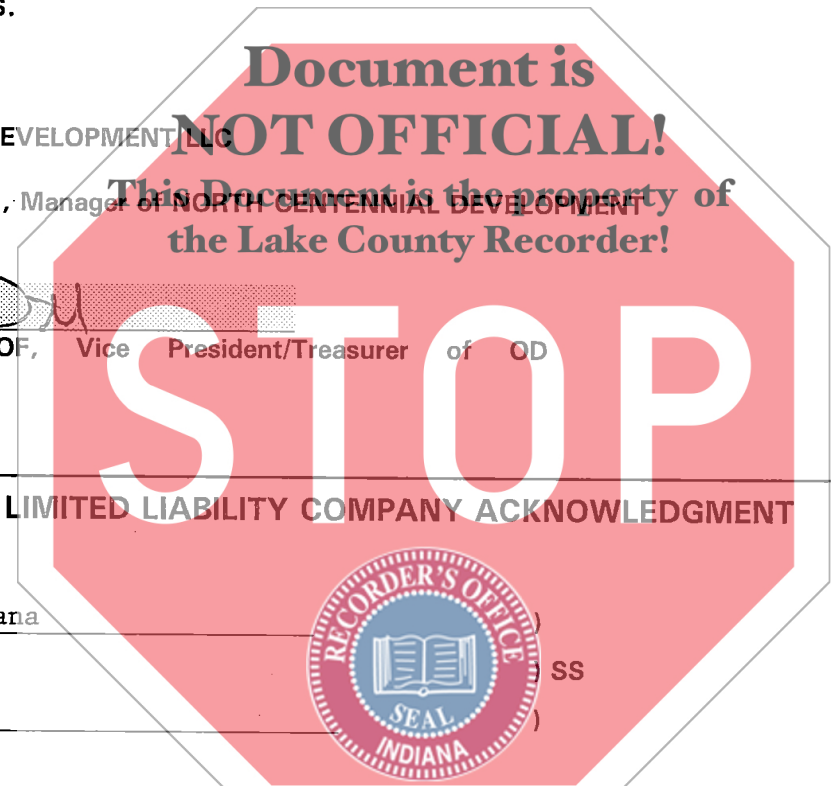 s.
Document is
NOT OFFICIAL!
EVELOPMENT LLC
This Document is the property of
, Manager of NORTH CENTENNIAL DEVELOPMENT
the Lake County Recorder!
OF, Vice President/Treasurer of OD
STOP
LIMITED LIABILITY COMPANY ACKNOWLEDGMENT
ana )
RECORDER'S OFFICE
) SS
SEAL
)
INDIANA